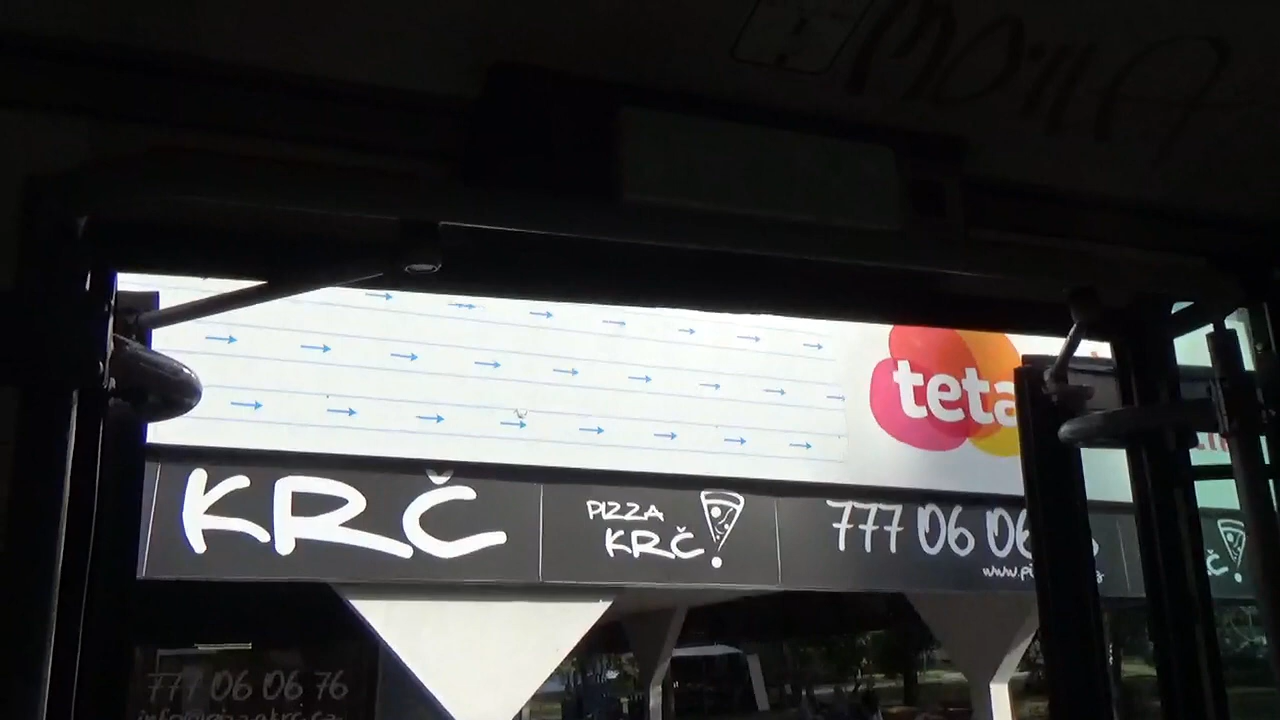 teta
KRČ
PIZZA
KRČ
777 06 06
777 06 06 76